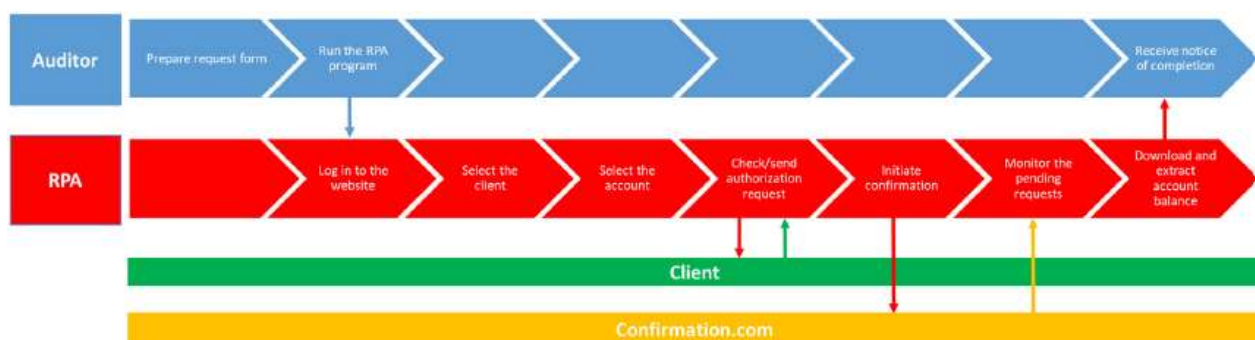 Auditor
Prepare request form
Run the RPA
program
Receive notice
of completion
RPA
Log in to the
website
Select the
client
Select the
account
Check/send
authorization
request
Initiate
confirmation
Monitor the
pending
requests
Download and
extract
account
balance
Client
Confirmation.com